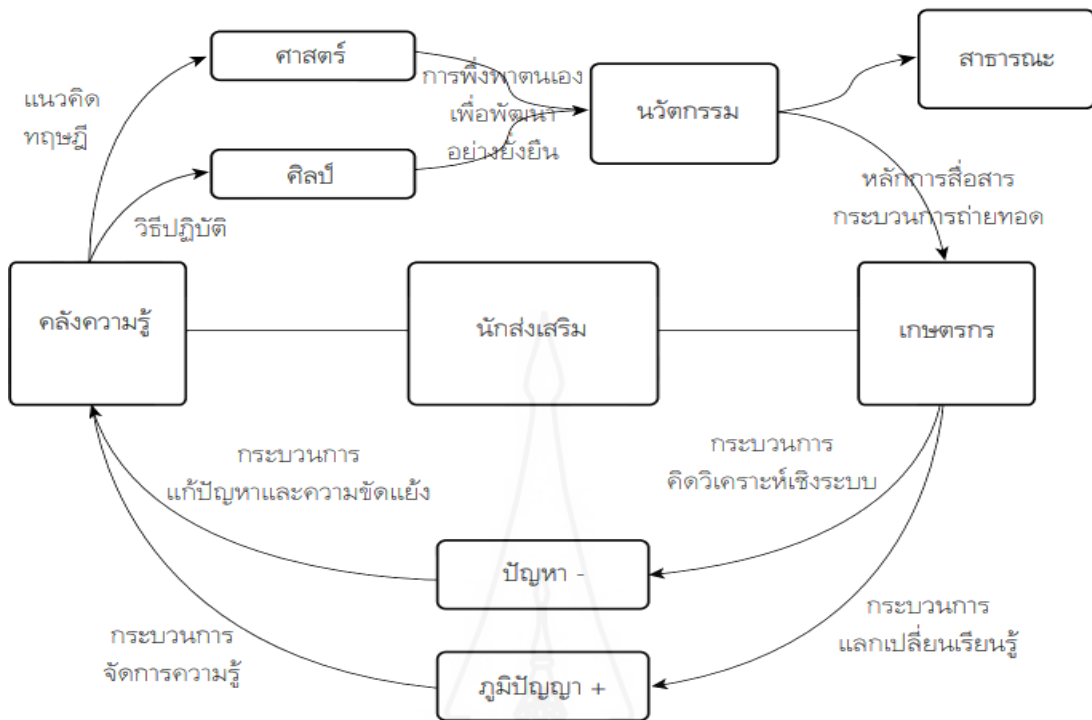 ศาสตร์
สาธารณะ
การพึ่งพาตนเอง
แนวคิด
ทฤษฎี
เพื่อพัฒนา
นวัตกรรม
อย่างยั่งยืน
ศิลป์
หลักการสื่อสาร
กระบวนการถ่ายทอด
วิธีปฏิบัติ
คลังความรู้
นักส่งเสริม
เกษตรกร
กระบวนการ
แก้ปัญหาและความขัดแย้ง
กระบวนการ
คิดวิเคราะห์เชิงระบบ
ปัญหา -
กระบวนการ
แลกเปลี่ยนเรียนรู้
กระบวนการ
จัดการความรู้
ภูมิปัญญา +